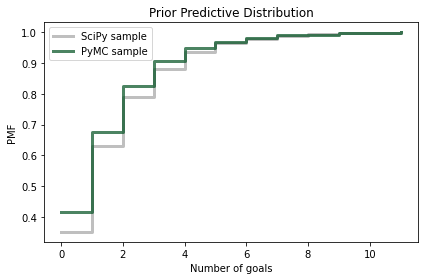 Prior Predictive Distribution
1.0
SciPy sample
PyMC sample
0.9
0.8
0.7
0.6
0.5
0.4
PMF
0 2 4 6 8 10
Number of goals